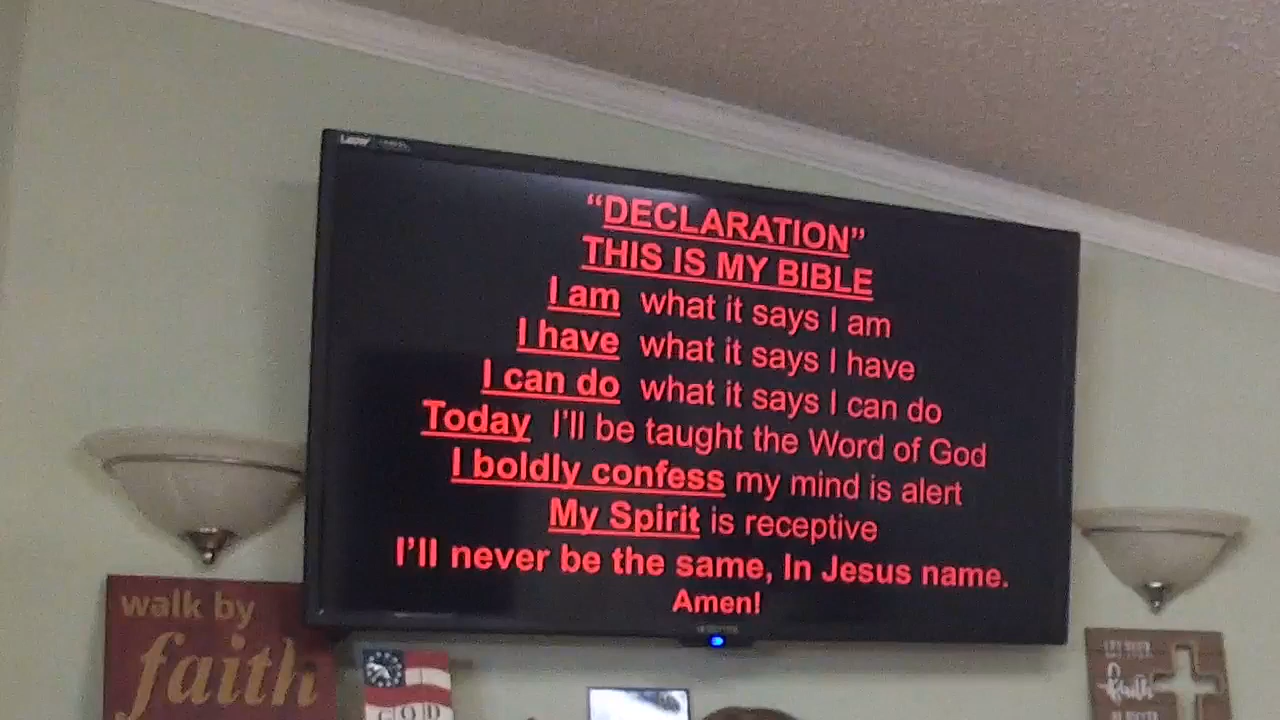 “DECLARATION”
THIS IS MY BIBLE
I am what it says I am
I have what it says I have
I can do what it says I can do
Today I’ll be taught the Word of God
I boldly confess my mind is alert
My Spirit is receptive
I’ll never be the same, In Jesus name.
Amen!
walk by
faith
GOD
faith